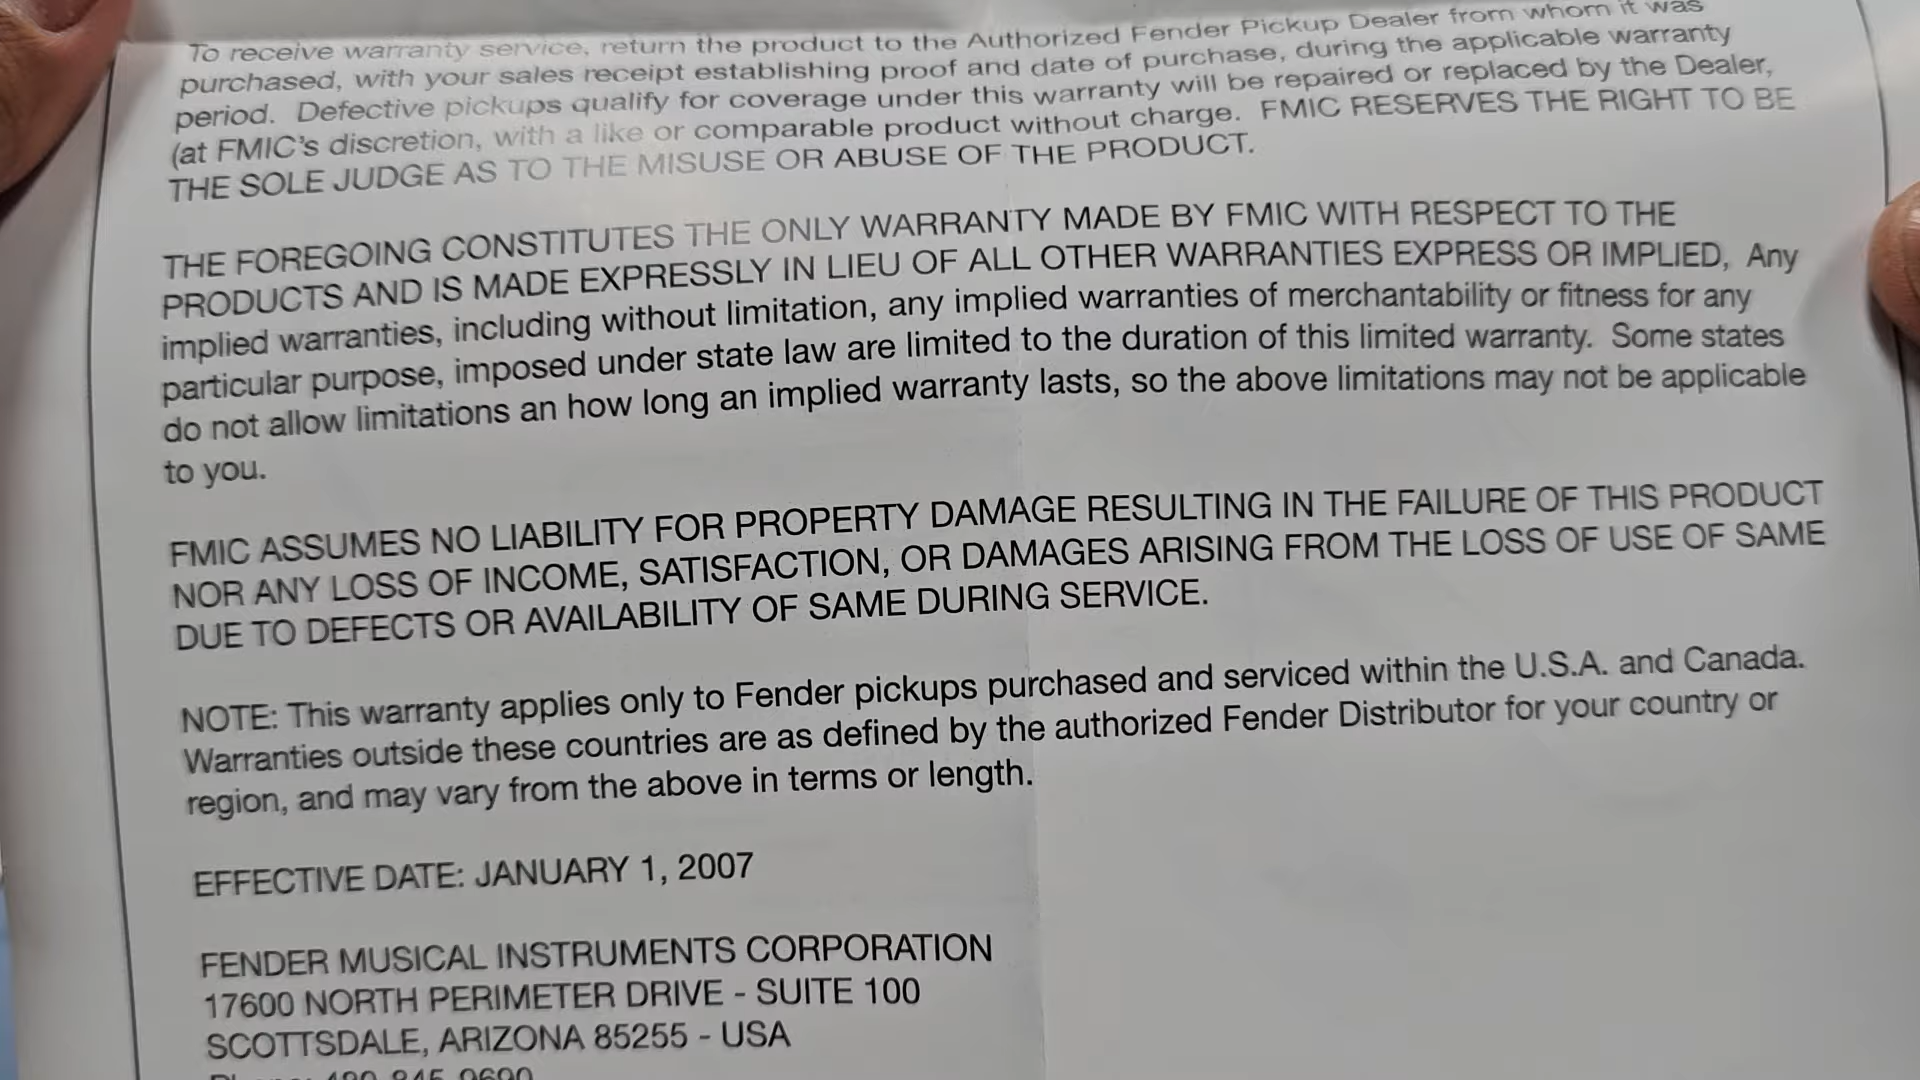 To receive warranty service, return the product to the Authorized Fender Pickup Dealer from whom it was
purchased, with your sales receipt establishing proof and date of purchase, during the applicable warranty
period. Defective pickups qualify for coverage under this warranty will be repaired or replaced by the Dealer,
(at FMIC's discretion, with a like or comparable product without charge. FMIC RESERVES THE RIGHT TO BE
THE SOLE JUDGE AS TO THE MISUSE OR ABUSE OF THE PRODUCT.
THE FOREGOING CONSTITUTES THE ONLY WARRANTY MADE BY FMIC WITH RESPECT TO THE
PRODUCTS AND IS MADE EXPRESSLY IN LIEU OF ALL OTHER WARRANTIES EXPRESS OR IMPLIED, Any
implied warranties, including without limitation, any implied warranties of merchantability or fitness for any
particular purpose, imposed under state law are limited to the duration of this limited warranty. Some states
do not allow limitations an how long an implied warranty lasts, so the above limitations may not be applicable
to you.
FMIC ASSUMES NO LIABILITY FOR PROPERTY DAMAGE RESULTING IN THE FAILURE OF THIS PRODUCT
NOR ANY LOSS OF INCOME, SATISFACTION, OR DAMAGES ARISING FROM THE LOSS OF USE OF SAME
DUE TO DEFECTS OR AVAILABILITY OF SAME DURING SERVICE.
NOTE: This warranty applies only to Fender pickups purchased and serviced within the U.S.A. and Canada.
Warranties outside these countries are as defined by the authorized Fender Distributor for your country or
region, and may vary from the above in terms or length.
EFFECTIVE DATE: JANUARY 1, 2007
FENDER MUSICAL INSTRUMENTS CORPORATION
17600 NORTH PERIMETER DRIVE - SUITE 100
SCOTTSDALE, ARIZONA 85255 - USA